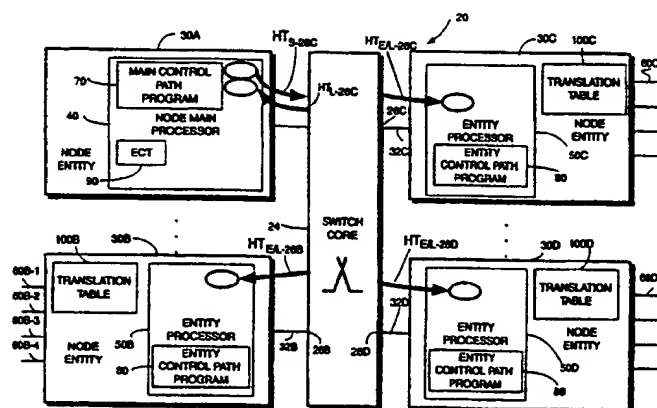 20
30A
HTS-28C
HTE/L-28C
30C
100C
60C
70
MAIN CONTROL
PATH
PROGRAM
HTL-28C
TRANSLATION
TABLE
40
NODE MAIN
PROCESSOR
28C
32C
ENTITY
PROCESSOR
NODE
ENTITY
NODE
ENTITY
ECT
90
ENTITY
CONTROL PATH
PROGRAM
50C
80
24
SWITCH
CORE
100B
30B
HTE/L-28B
HTE/L-28D
30D
100D
60B-1
60B-2
60B-3
60B-4
TRANSLATION
TABLE
NODE
ENTITY
ENTITY
PROCESSOR
50B
80
ENTITY
CONTROL PATH
PROGRAM
32B
28B
28D
32D
TRANSLATION
TABLE
60D
ENTITY
PROCESSOR
NODE
ENTITY
ENTITY
CONTROL PATH
PROGRAM
50D